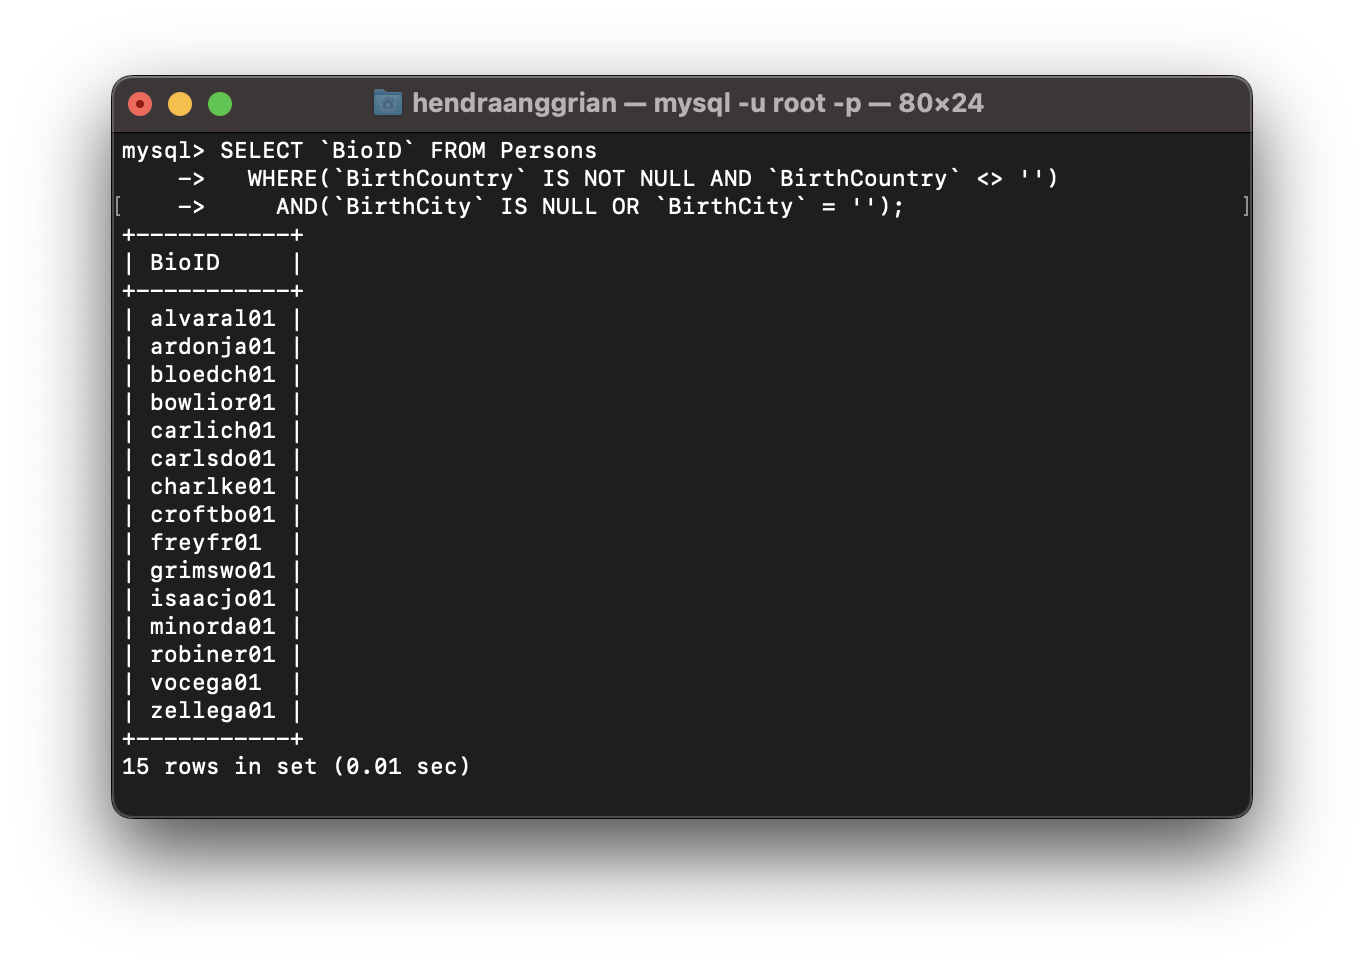 hendraanggrian — mysql -u root -p — 80×24
mysql> SELECT `BioID` FROM Persons
    ->   WHERE(`BirthCountry` IS NOT NULL AND `BirthCountry` <> '')
[    ->     AND(`BirthCity` IS NULL OR `BirthCity` = '');    ]
+-----------+
| BioID     |
+-----------+
| alvaral01 |
| ardonja01 |
| bloedch01 |
| bowlior01 |
| carlich01 |
| carlsdo01 |
| charlke01 |
| croftbo01 |
| freyfr01  |
| grimswo01 |
| isaacjo01 |
| minorda01 |
| robiner01 |
| vocega01  |
| zellega01 |
+-----------+
15 rows in set (0.01 sec)